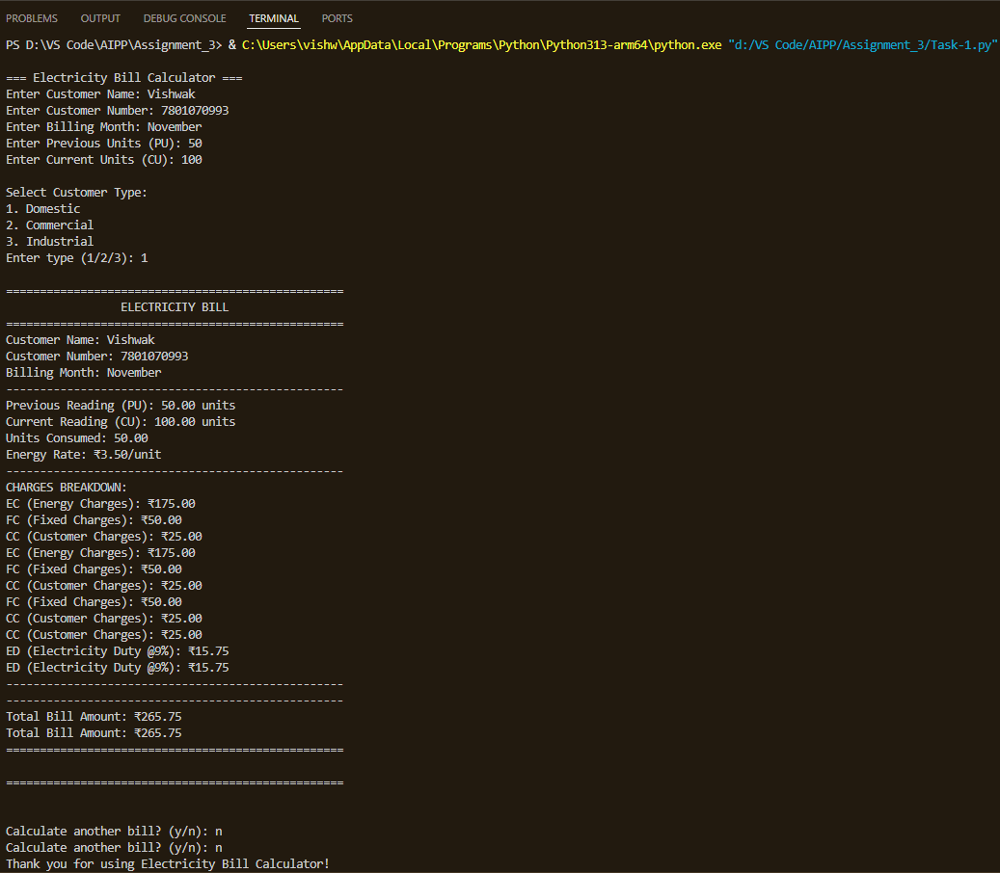 PROBLEMS OUTPUT DEBUG CONSOLE TERMINAL PORTS
PS D:\VS Code\AIPP\Assignment_3> & C:\Users\vishw\AppData\Local\Programs\Python\Python313-arm64\python.exe "d:/VS Code/AIPP/Assignment_3/Task-1.py"
=== Electricity Bill Calculator ===
Enter Customer Name: Vishwak
Enter Customer Number: 7801070993
Enter Billing Month: November
Enter Previous Units (PU): 50
Enter Current Units (CU): 100
Select Customer Type:
1. Domestic
2. Commercial
3. Industrial
Enter type (1/2/3): 1
==================================================
ELECTRICITY BILL
==================================================
Customer Name: Vishwak
Customer Number: 7801070993
Billing Month: November
--------------------------------------------------
Previous Reading (PU): 50.00 units
Current Reading (CU): 100.00 units
Units Consumed: 50.00
Energy Rate: ₹3.50/unit
--------------------------------------------------
CHARGES BREAKDOWN:
EC (Energy Charges): ₹175.00
FC (Fixed Charges): ₹50.00
CC (Customer Charges): ₹25.00
EC (Energy Charges): ₹175.00
FC (Fixed Charges): ₹50.00
CC (Customer Charges): ₹25.00
FC (Fixed Charges): ₹50.00
CC (Customer Charges): ₹25.00
CC (Customer Charges): ₹25.00
ED (Electricity Duty @9%): ₹15.75
ED (Electricity Duty @9%): ₹15.75
--------------------------------------------------
--------------------------------------------------
Total Bill Amount: ₹265.75
Total Bill Amount: ₹265.75
==================================================
==================================================
Calculate another bill? (y/n): n
Calculate another bill? (y/n): n
Thank you for using Electricity Bill Calculator!